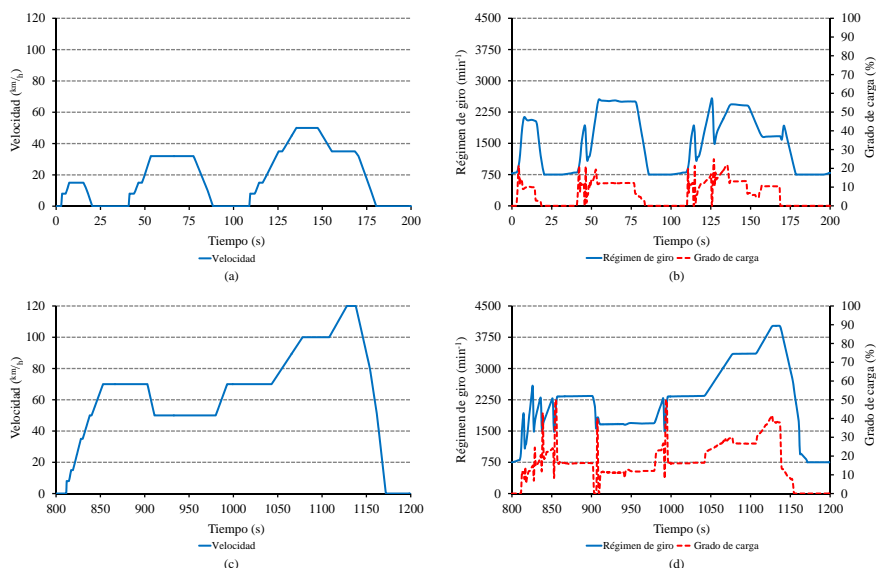 120
100
80
60
40
20
0
Velocidad (km/h)
0 25 50 75 100 125 150 175 200
Tiempo (s)
Velocidad
(a)
4500
3750
3000
2250
1500
750
0
Régimen de giro (min-1)
100
90
80
70
60
50
40
30
20
10
0
Grado de carga (%)
0 25 50 75 100 125 150 175 200
Tiempo (s)
Régimen de giro Grado de carga
(b)
120
100
80
60
40
20
0
Velocidad (km/h)
800 850 900 950 1000 1050 1100 1150 1200
Tiempo (s)
Velocidad
(c)
4500
3750
3000
2250
1500
750
0
Régimen de giro (min-1)
100
90
80
70
60
50
40
30
20
10
0
Grado de carga (%)
800 850 900 950 1000 1050 1100 1150 1200
Tiempo (s)
Régimen de giro Grado de carga
(d)